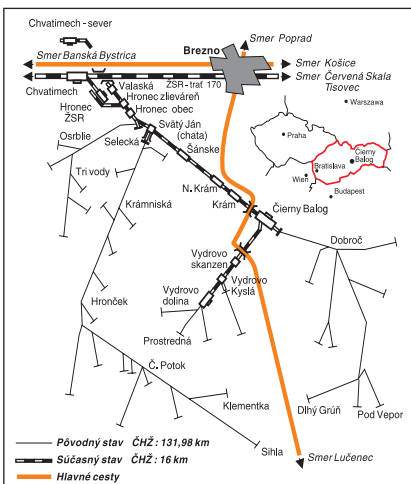 Chvatimech - sever
Smer Poprad
Brezno
Smer Banská Bystrica
Smer Košice
ŽSR - trať 170
Smer Červená Skala
Tisovec
Chvatimech
Valaská
Hronec zlieváreň
Hronec
ŽSR
Hronec obec
Svätý Ján
(chata)
Osrblie
Selecká
Šánske
Tri vody
N. Krám
Krámniská
Krám
Čierny Balog
Warszawa
Praha
Čierny
Balog
Bratislava
Wien
Budapest
Dobroč
Vydrovo
skanzen
Vydrovo
Kyslá
Vydrovo
dolina
Hronček
Prostredná
Č. Potok
Klementka
Dlhý Grúň
Pod Vepor
Sihla
Smer Lučenec
Pôvodný stav ČHŽ : 131,98 km
Súčasný stav ČHŽ : 16 km
Hlavné cesty